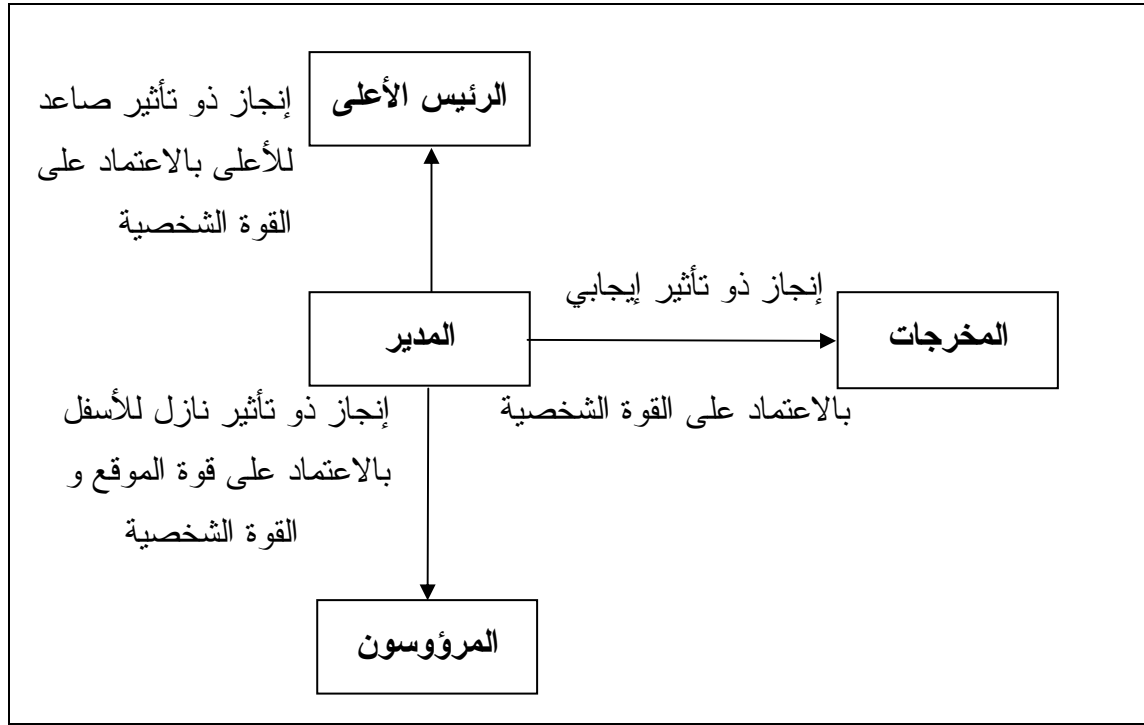 الرئيس الأعلى
إنجاز ذو تأثير صاعد
للأعلى بالاعتماد على
القوة الشخصية
إنجاز ذو تأثير إيجابي
المدير
المخرجات
بالاعتماد على القوة الشخصية
إنجاز ذو تأثير نازل للأسفل
بالاعتماد على قوة الموقع و
القوة الشخصية
المرؤوسون